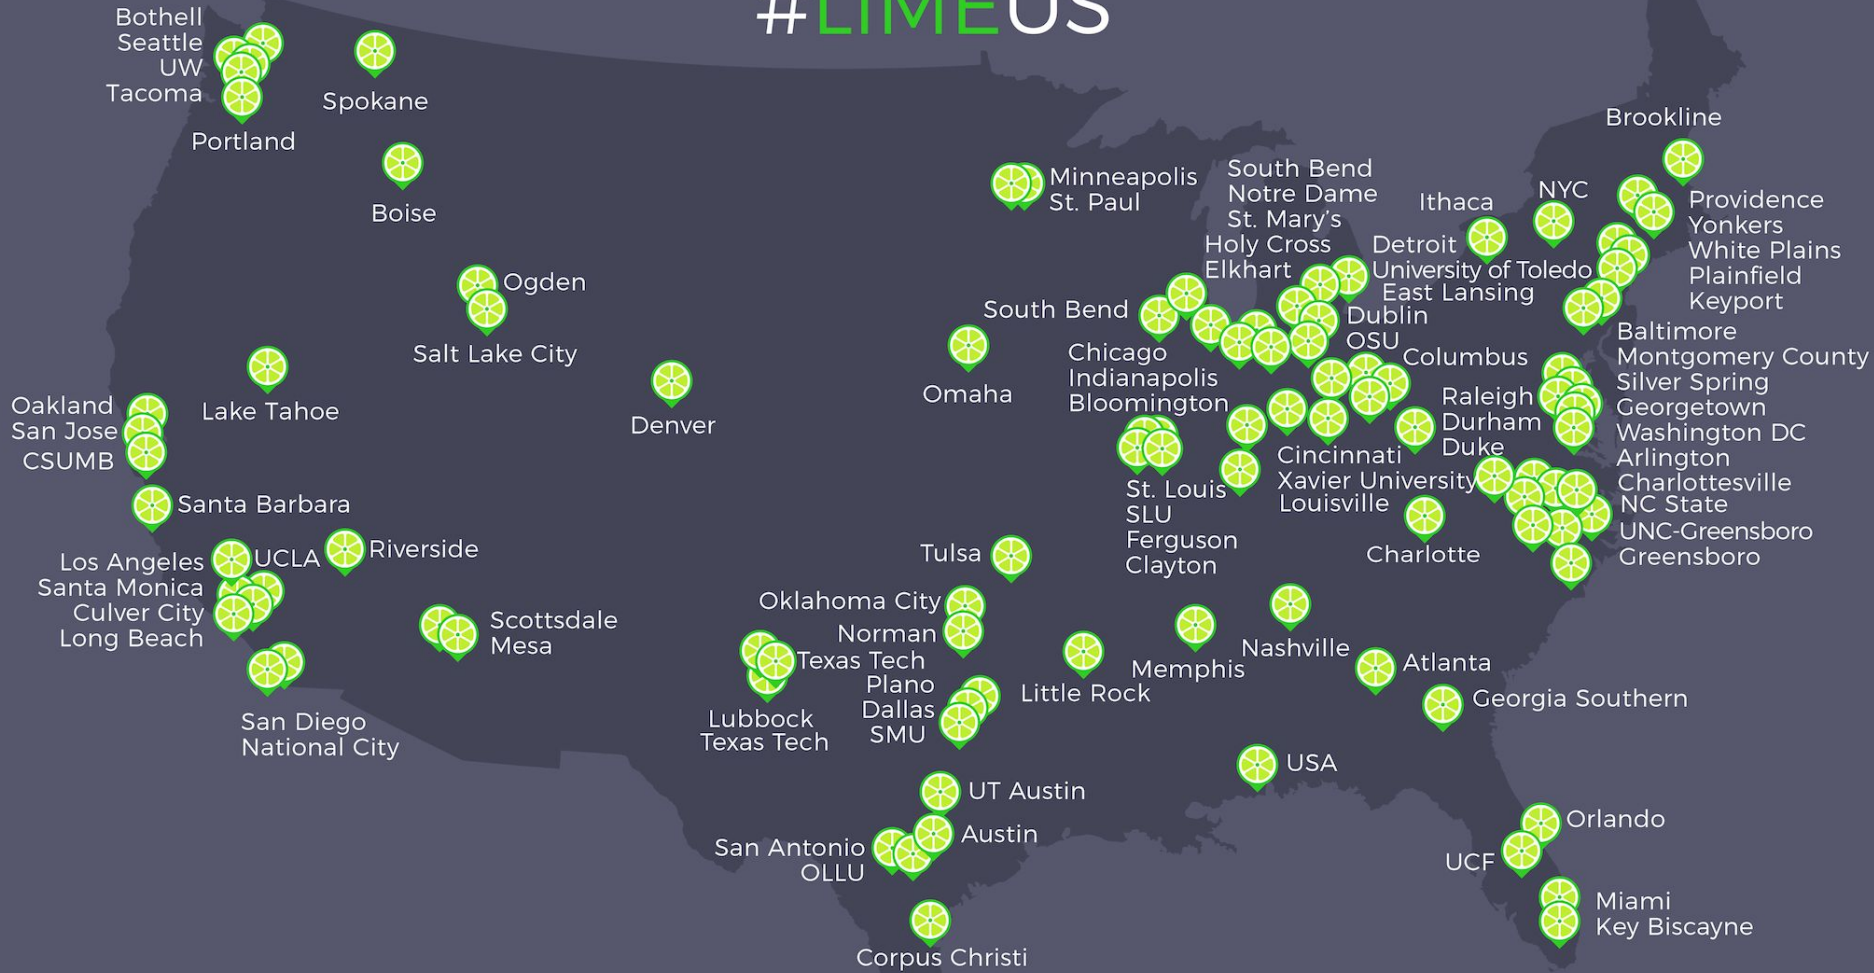 #LIMEUS
Bothell
Seattle
UW
Tacoma
Portland
Spokane
Boise
Ogden
Salt Lake City
Lake Tahoe
Oakland
San Jose
CSUMB
Santa Barbara
Los Angeles
Santa Monica
Culver City
Long Beach
UCLA
Riverside
San Diego
National City
Scottsdale
Mesa
Denver
Omaha
Minneapolis
St. Paul
South Bend
Notre Dame
St. Mary's
Holy Cross
Elkhart
South Bend
Chicago
Indianapolis
Bloomington
Detroit
University of Toledo
East Lansing
Dublin
OSU
Columbus
Ithaca
NYC
Brookline
Providence
Yonkers
White Plains
Plainfield
Keyport
Baltimore
Montgomery County
Silver Spring
Georgetown
Washington DC
Arlington
Charlottesville
NC State
UNC-Greensboro
Greensboro
Raleigh
Durham
Duke
Cincinnati
Xavier University
Louisville
St. Louis
SLU
Ferguson
Clayton
Charlotte
Tulsa
Oklahoma City
Norman
Texas Tech
Plano
Dallas
SMU
Lubbock
Texas Tech
Little Rock
Memphis
Nashville
Atlanta
Georgia Southern
USA
UT Austin
Austin
San Antonio
OLLU
Corpus Christi
Orlando
UCF
Miami
Key Biscayne